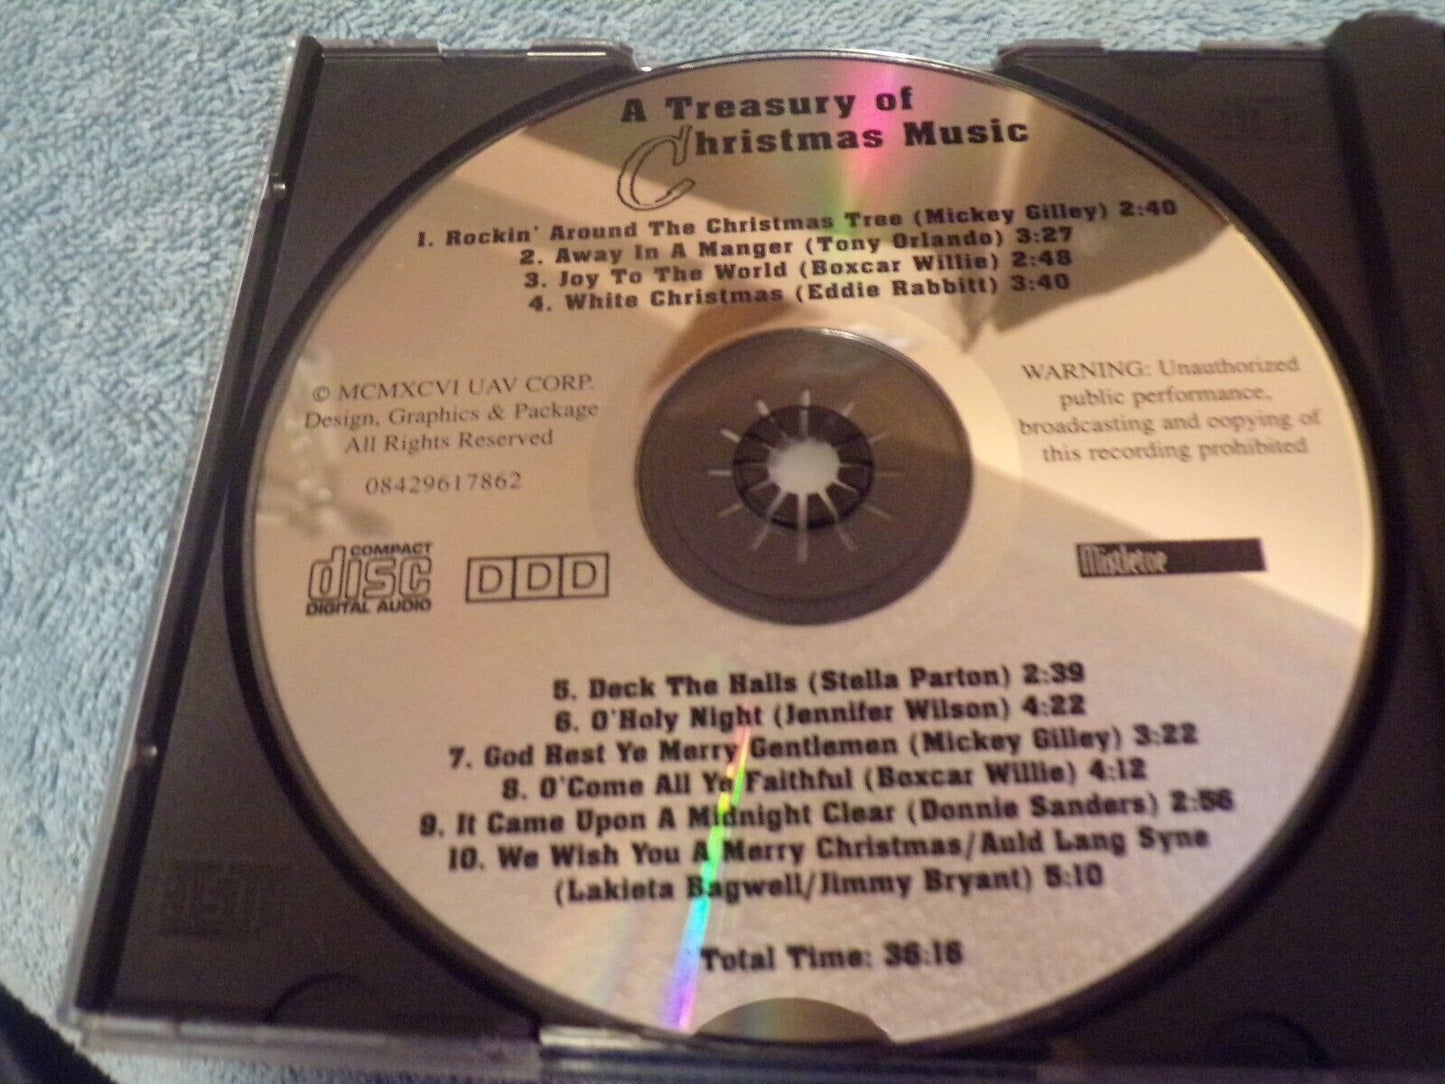 A Treasury of
Christmas Music
1. Rockin' Around The Christmas Tree (Mickey Gilley) 2:40
2. Away In A Manger (Tony Orlando) 3:27
3. Joy To The World (Boxcar Willie) 2:48
4. White Christmas (Eddie Rabbitt) 3:40
© MCMXCVI UAV CORP.
Design, Graphics & Package
All Rights Reserved
08429617862
WARNING: Unauthorized
public performance,
broadcasting and copying of
this recording prohibited
COMPACT
disc
DIGITAL AUDIO
DDD
Mistletoe
5. Deck The Halls (Stella Parton) 2:39
6. O'Holy Night (Jennifer Wilson) 4:22
7. God Rest Ye Merry Gentlemen (Mickey Gilley) 3:22
8. O'Come All Ye Faithful (Boxcar Willie) 4:12
9. It Came Upon A Midnight Clear (Donnie Sanders) 2:56
10. We Wish You A Merry Christmas/Auld Lang Syne
(Lakieta Bagwell/Jimmy Bryant) 5:10
Total Time: 36:16